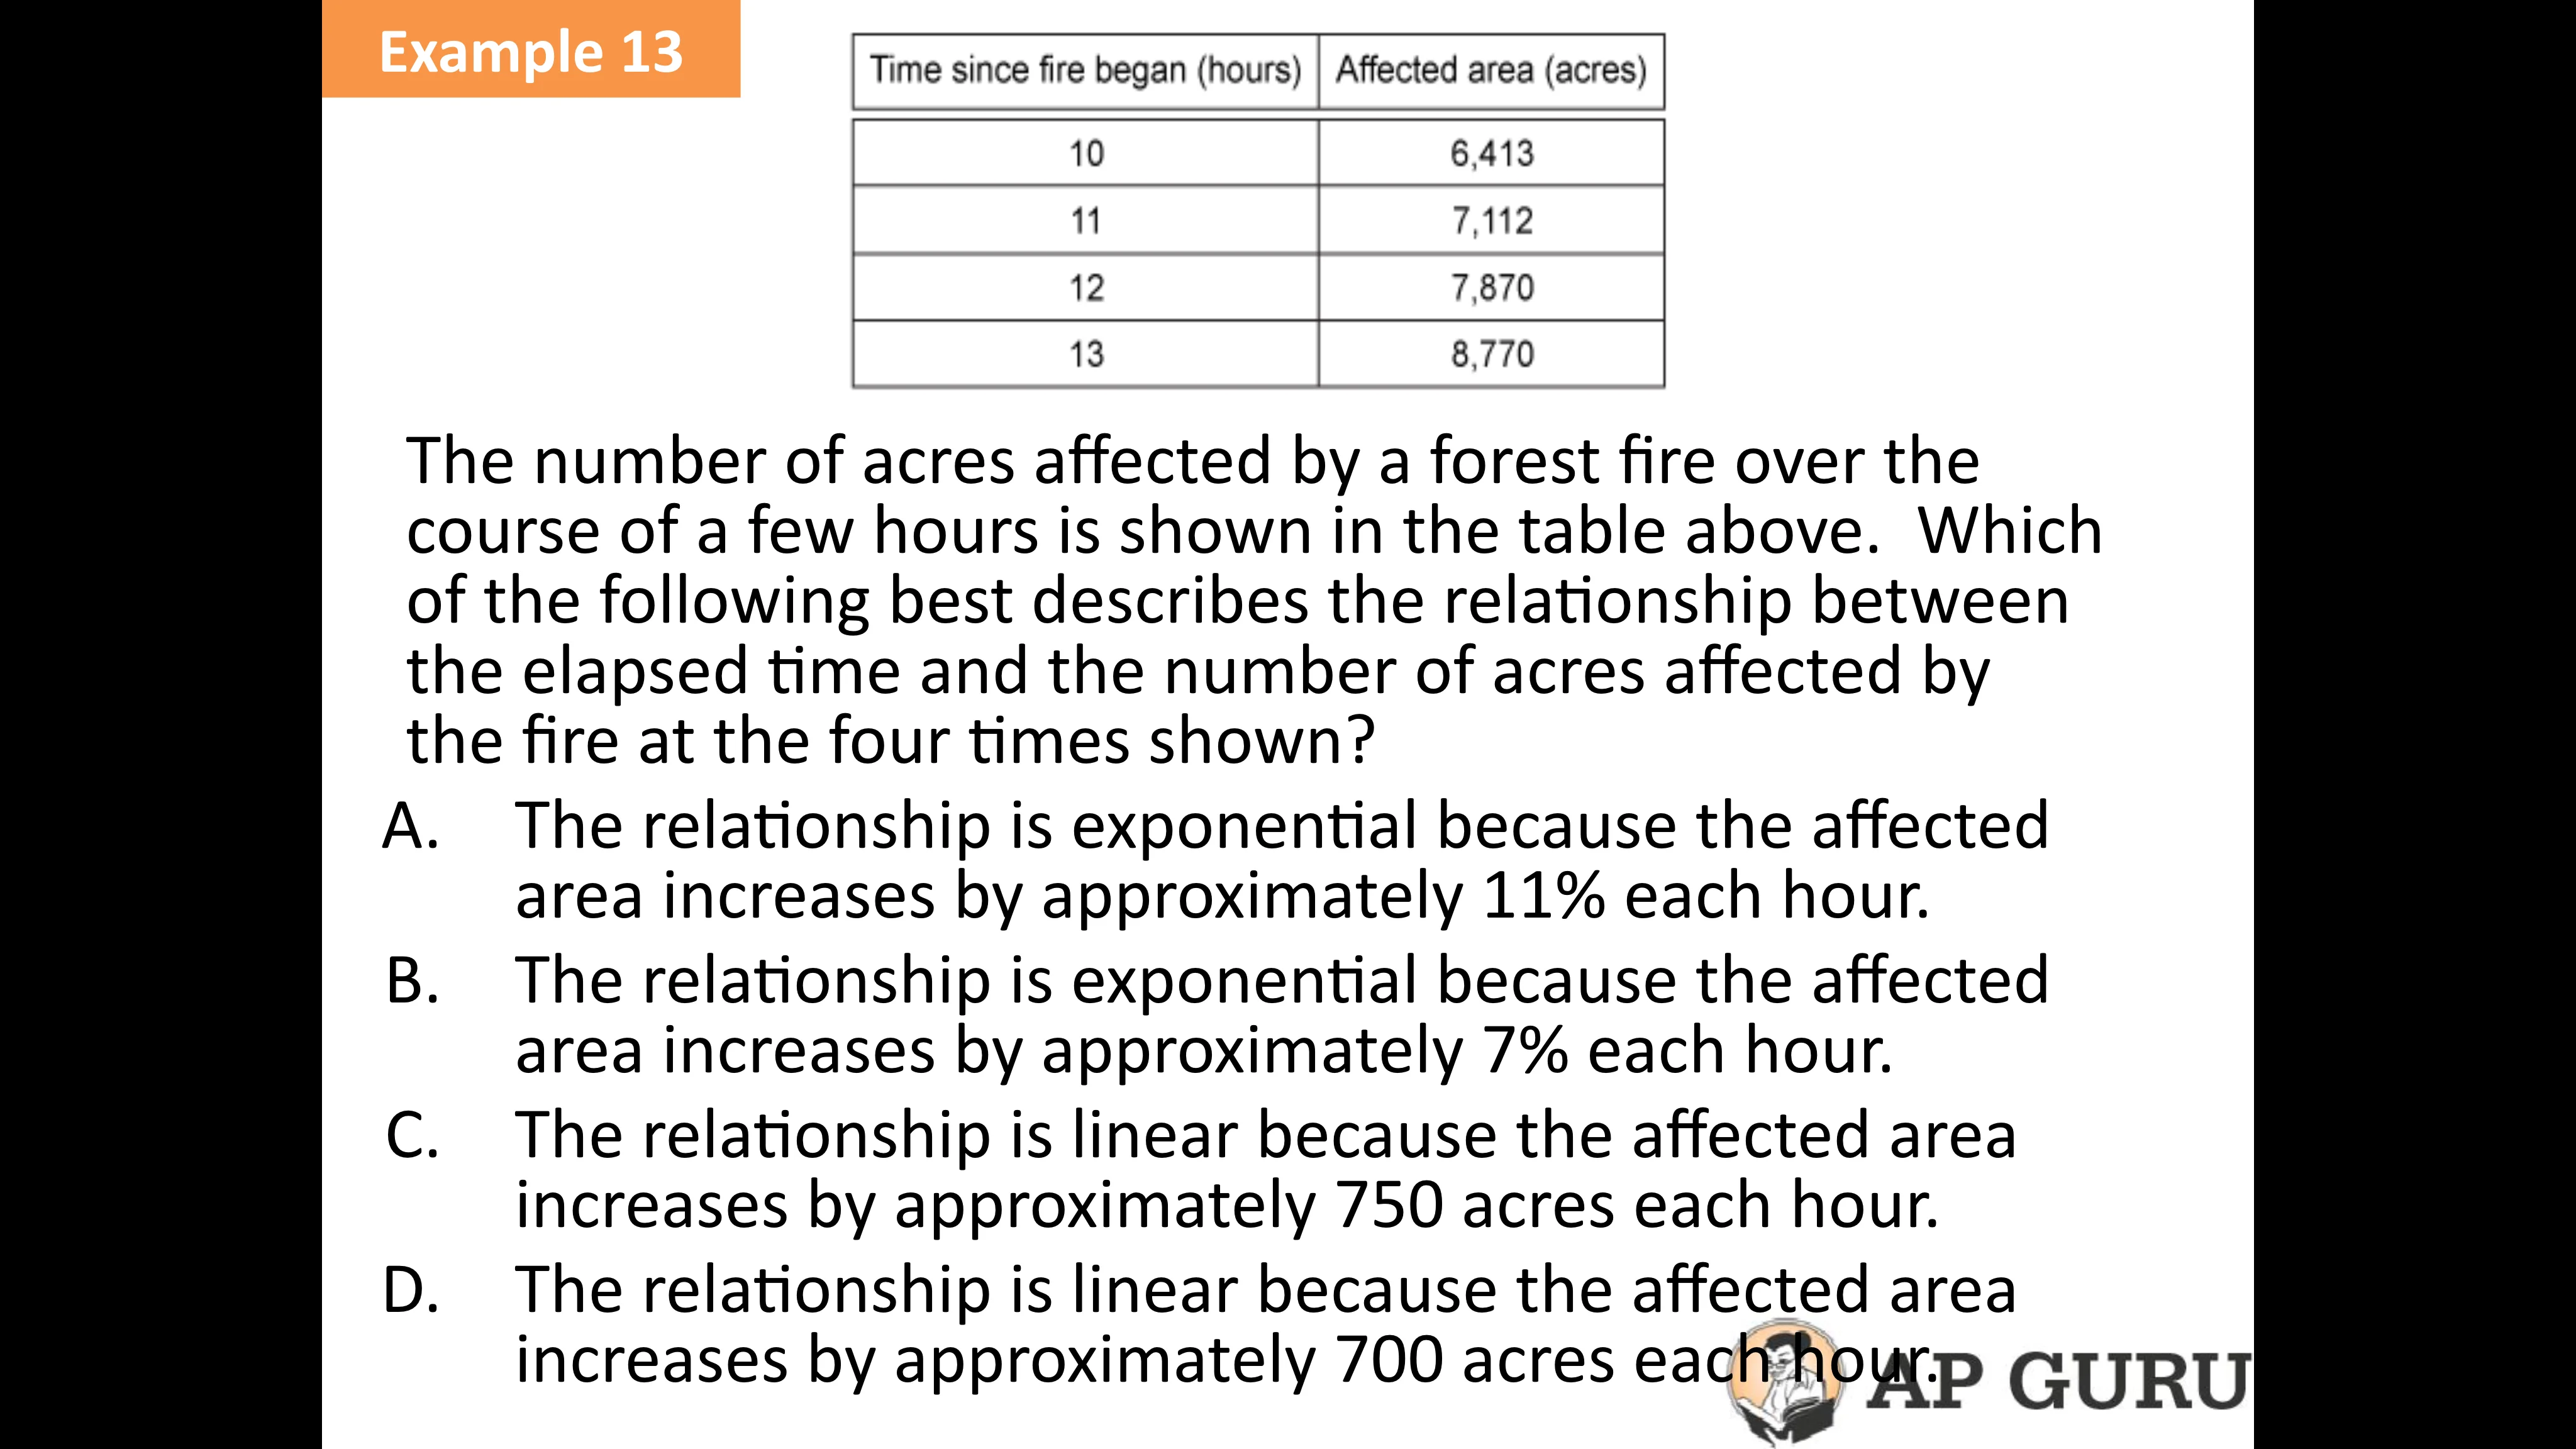 Example 13
Time since fire began (hours) Affected area (acres)
10 6,413
11 7,112
12 7,870
13 8,770
The number of acres affected by a forest fire over the
course of a few hours is shown in the table above.  Which
of the following best describes the relationship between
the elapsed time and the number of acres affected by
the fire at the four times shown?
A. The relationship is exponential because the affected
area increases by approximately 11% each hour.
B. The relationship is exponential because the affected
area increases by approximately 7% each hour.
C. The relationship is linear because the affected area
increases by approximately 750 acres each hour.
D. The relationship is linear because the affected area
increases by approximately 700 acres each hour.
AP GURU